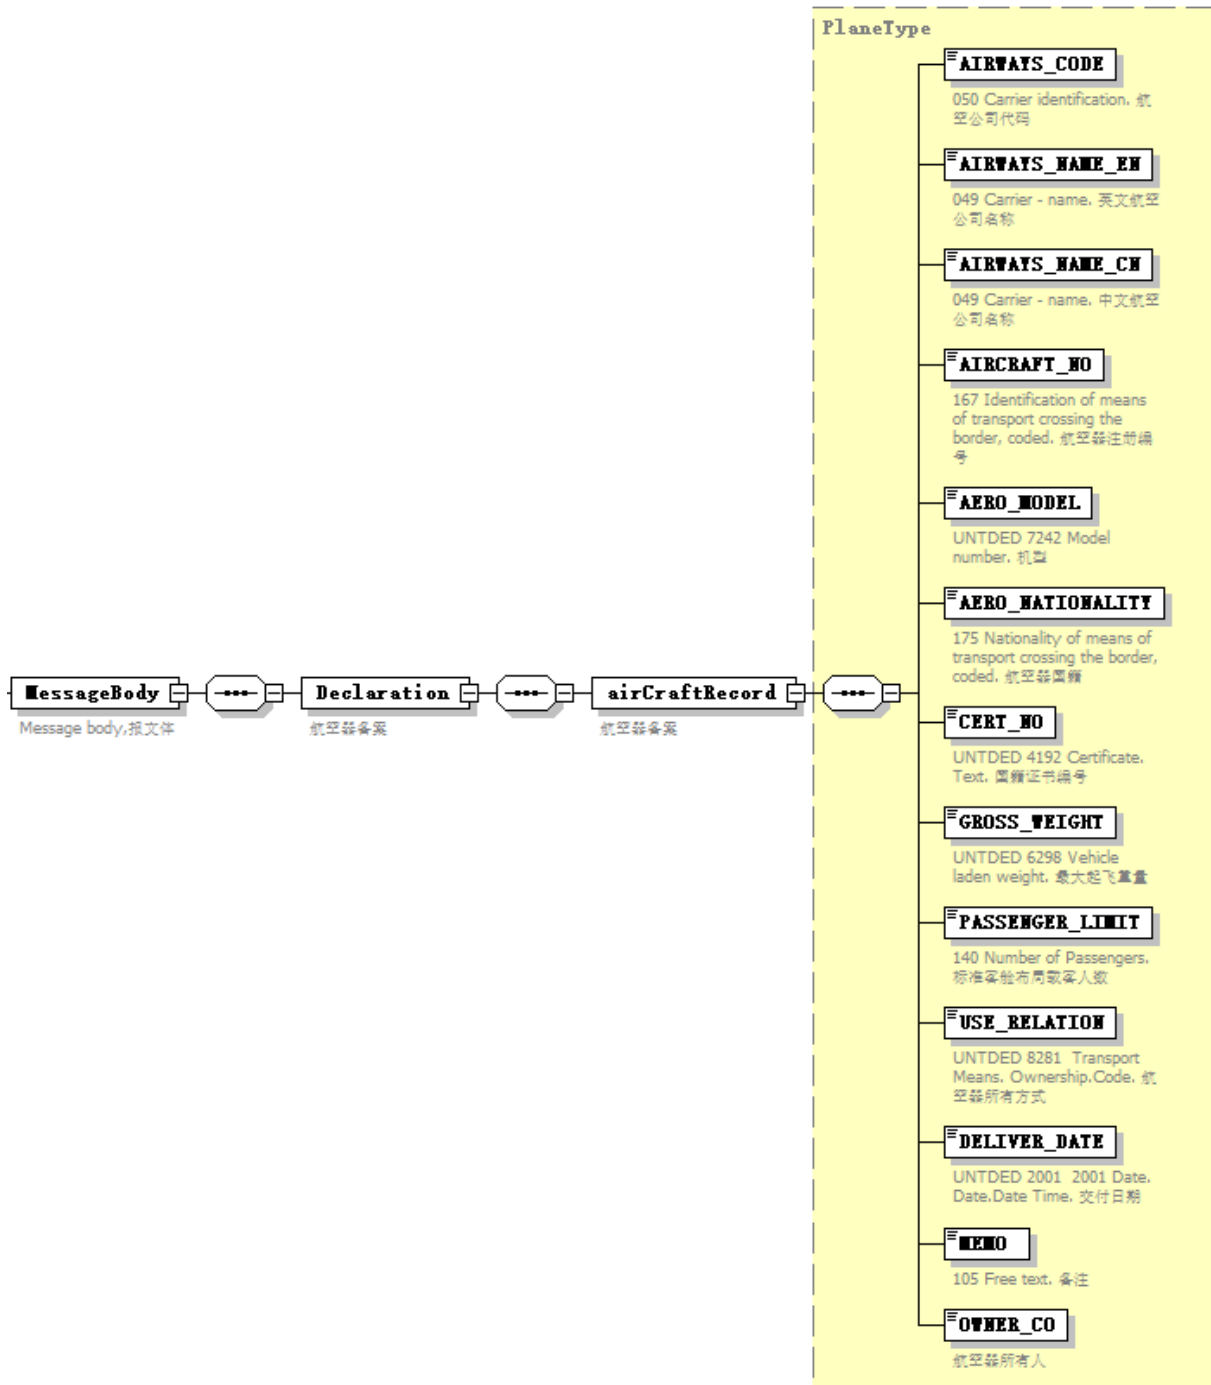 PlaneType
AIRWAYS_CODE
050 Carrier identification. 航
空公司代码
AIRWAYS_NAME_EN
049 Carrier - name. 英文航空
公司名称
AIRWAYS_NAME_CN
049 Carrier - name. 中文航空
公司名称
AIRCRAFT_NO
167 Identification of means
of transport crossing the
border, coded. 航空器注册编
号
AERO_MODEL
UNTDED 7242 Model
number. 机型
AERO_NATIONALITY
175 Nationality of means of
transport crossing the border,
coded. 航空器国籍
MessageBody
Message body,报文体
Declaration
航空器备案
airCraftRecord
航空器备案
CERT_NO
UNTDED 4192 Certificate.
Text. 国籍证书编号
GROSS_WEIGHT
UNTDED 6298 Vehicle
laden weight. 最大起飞重量
PASSENGER_LIMIT
140 Number of Passengers.
标准客舱布局载客人数
USE_RELATION
UNTDED 8281  Transport
Means. Ownership.Code. 航
空器所有方式
DELIVER_DATE
UNTDED 2001  2001 Date.
Date.Date Time. 交付日期
MEMO
105 Free text. 备注
OWNER_CO
航空器所有人